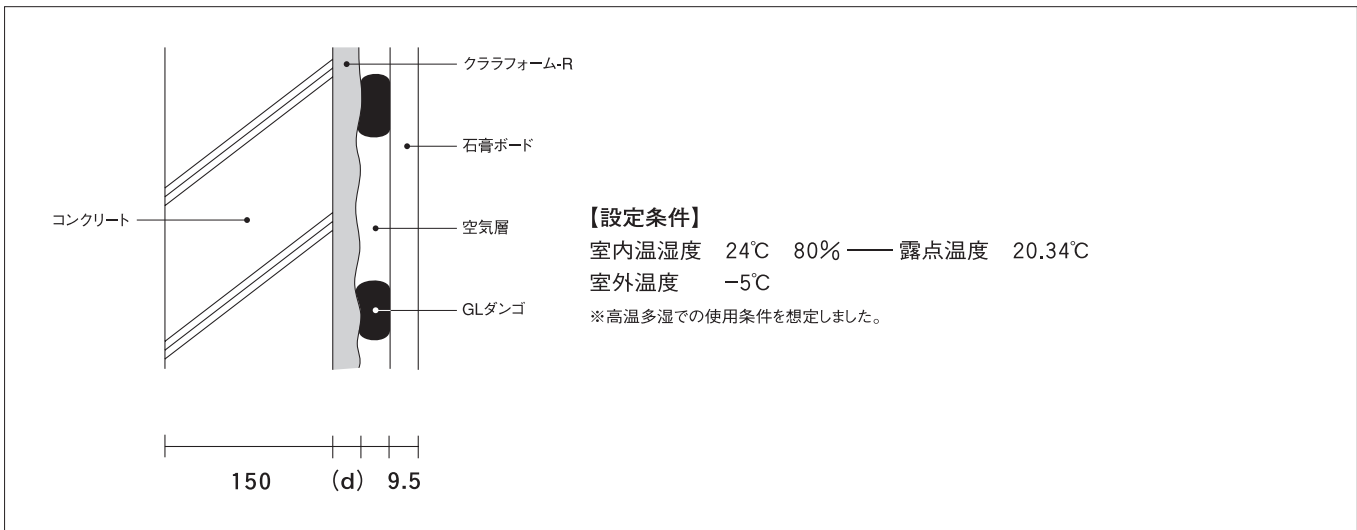 クララフォーム-R
石膏ボード
コンクリート
空気層
GLダンゴ
【設定条件】
室内温湿度 24℃ 80% ── 露点温度 20.34℃
室外温度 −5℃
※高温多湿での使用条件を想定しました。
150 (d) 9.5